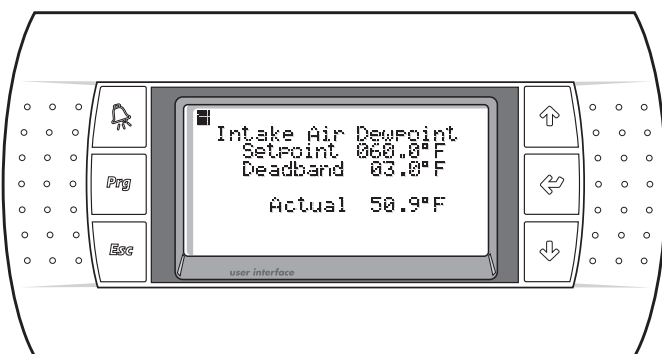 Intake Air Dewpoint
Setpoint 060.0°F
Deadband 03.0°F
Actual 50.9°F
Prg
Esc
user interface